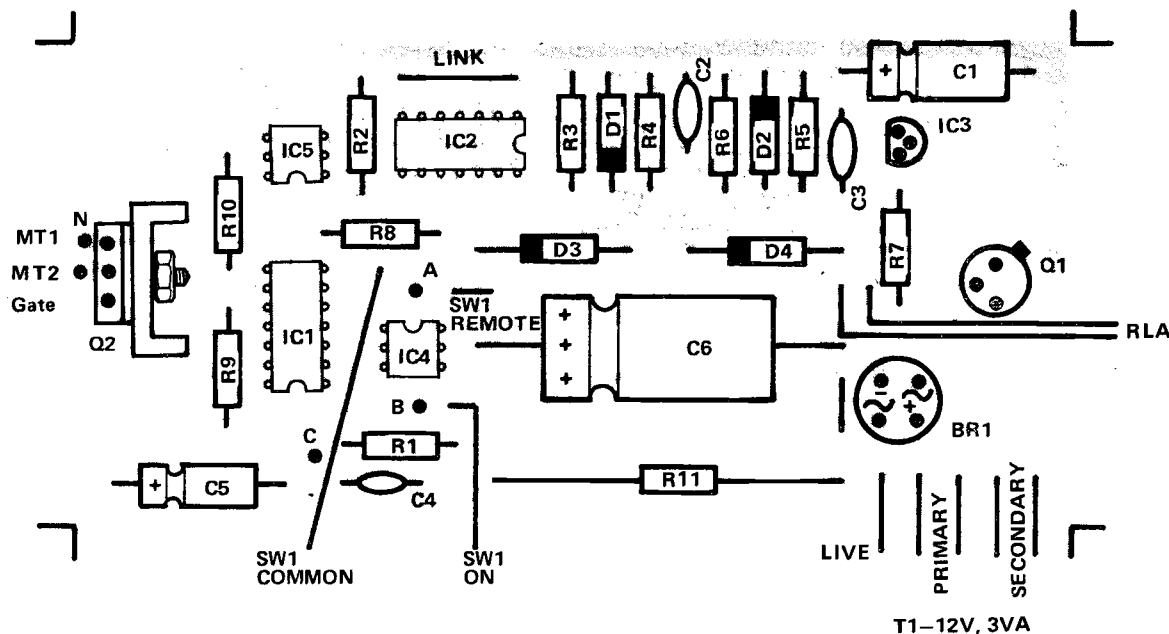 LINK
C2
C1
IC3
IC5
R2
IC2
R3
D1
R4
R6
D2
R5
C3
N
MT1
MT2
Gate
Q2
R10
R8
D3
D4
R7
Q1
A
SW1
REMOTE
IC1
IC4
C6
RLA
R9
B
C
R1
BR1
C5
C4
R11
SW1
COMMON
SW1
ON
LIVE
PRIMARY
SECONDARY
T1–12V, 3VA